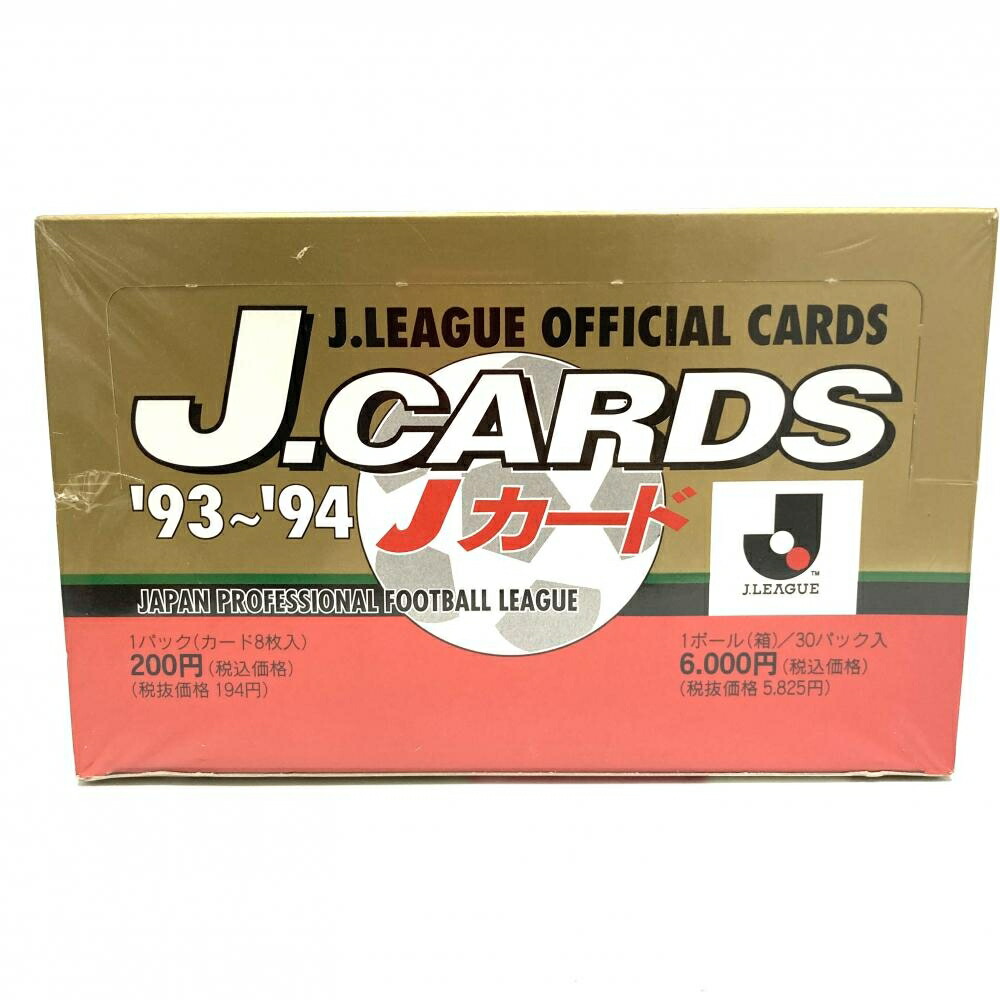 J.LEAGUE OFFICIAL CARDS
J.CARDS
'93~'94
Jカード
J.LEAGUE
TM
JAPAN PROFESSIONAL FOOTBALL LEAGUE
1パック(カード8枚入)
200円(税込価格)
(税抜価格 194円)
1ボール(箱)/30パック入
6.000円(税込価格)
(税抜価格 5.825円)